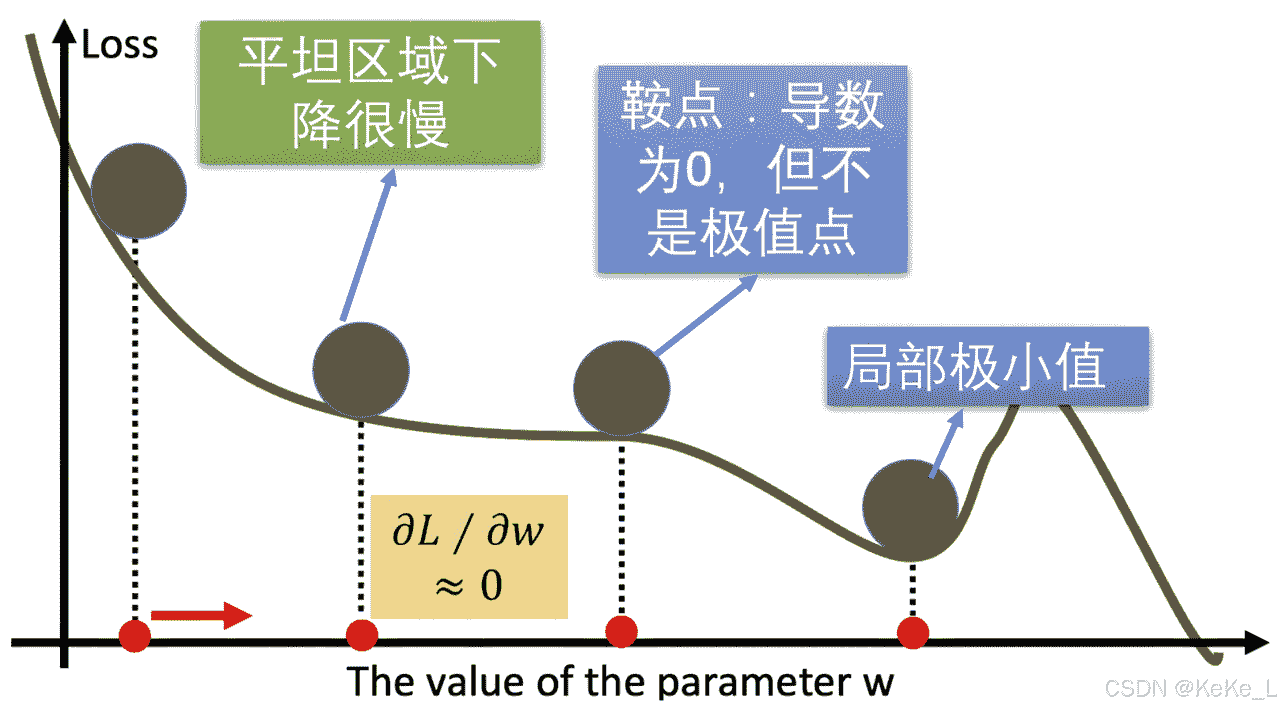 Loss
平坦区域下
降很慢
鞍点：导数
为0，但不
是极值点
局部极小值
∂L / ∂w
≈ 0
The value of the parameter w
CSDN @KeKe_L